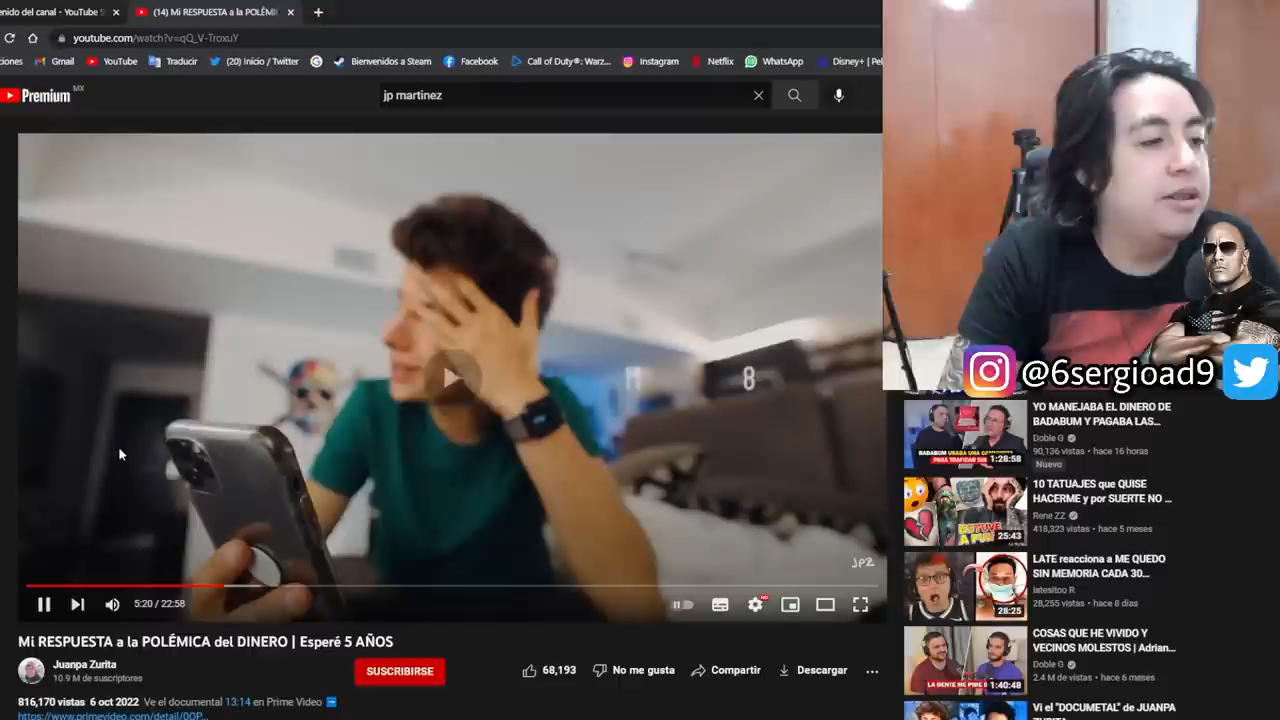 enido del canal - YouTube S
(14) Mi RESPUESTA a la POLÉMI
youtube.com/watch?v=qQ_V-TroxuY
ciones
Gmail
YouTube
Traducir
(20) Inicio / Twitter
Bienvenidos a Steam
Facebook
Call of Duty®: Warz...
Instagram
Netflix
WhatsApp
Disney+ | Pel
Premium MX
jp martinez
8
JPZ
5:20 / 22:58
HD
@6sergioad9
YO MANEJABA EL DINERO DE
BADABUM Y PAGABA LAS...
Doble G
90,136 vistas • hace 16 horas
Nuevo
1:28:58
10 TATUAJES que QUISE
HACERME y por SUERTE NO ...
Rene ZZ
418,323 vistas • hace 5 meses
25:43
LATE reacciona a ME QUEDO
SIN MEMORIA CADA 30...
latesitoo R
28,255 vistas • hace 8 días
28:25
COSAS QUE HE VIVIDO Y
VECINOS MOLESTOS | Adrian...
Doble G
2.4 M de vistas • hace 6 meses
1:40:48
Vi el "DOCUMETAL" de JUANPA
ZURITA
Mi RESPUESTA a la POLÉMICA del DINERO | Esperé 5 AÑOS
Juanpa Zurita
10.9 M de suscriptores
SUSCRIBIRSE
68,193
No me gusta
Compartir
Descargar
816,170 vistas 6 oct 2022 Ve el documental 13:14 en Prime Video
https://www.primevideo.com/detail/0OP...